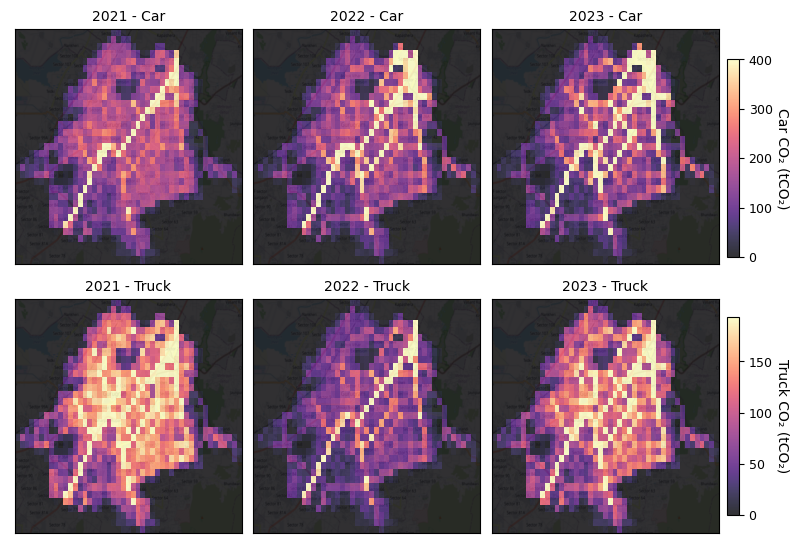 2021 - Car
2022 - Car
2023 - Car
400
300
200
100
0
Car CO₂ (tCO₂)
2021 - Truck
2022 - Truck
2023 - Truck
150
100
50
0
Truck CO₂ (tCO₂)